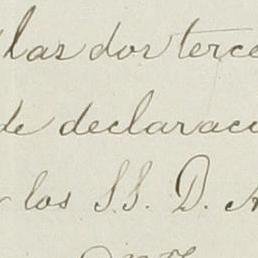 las dos terce
de declaraci
los S.S. D. A